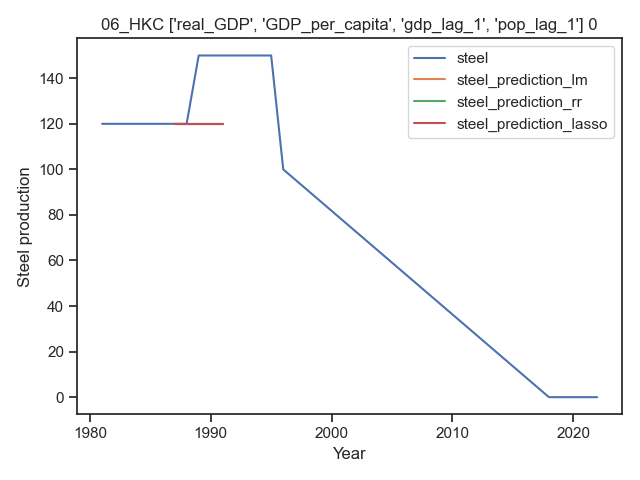 06_HKC ['real_GDP', 'GDP_per_capita', 'gdp_lag_1', 'pop_lag_1'] 0
steel
steel_prediction_lm
steel_prediction_rr
steel_prediction_lasso
Steel production
140
120
100
80
60
40
20
0
1980 1990 2000 2010 2020
Year